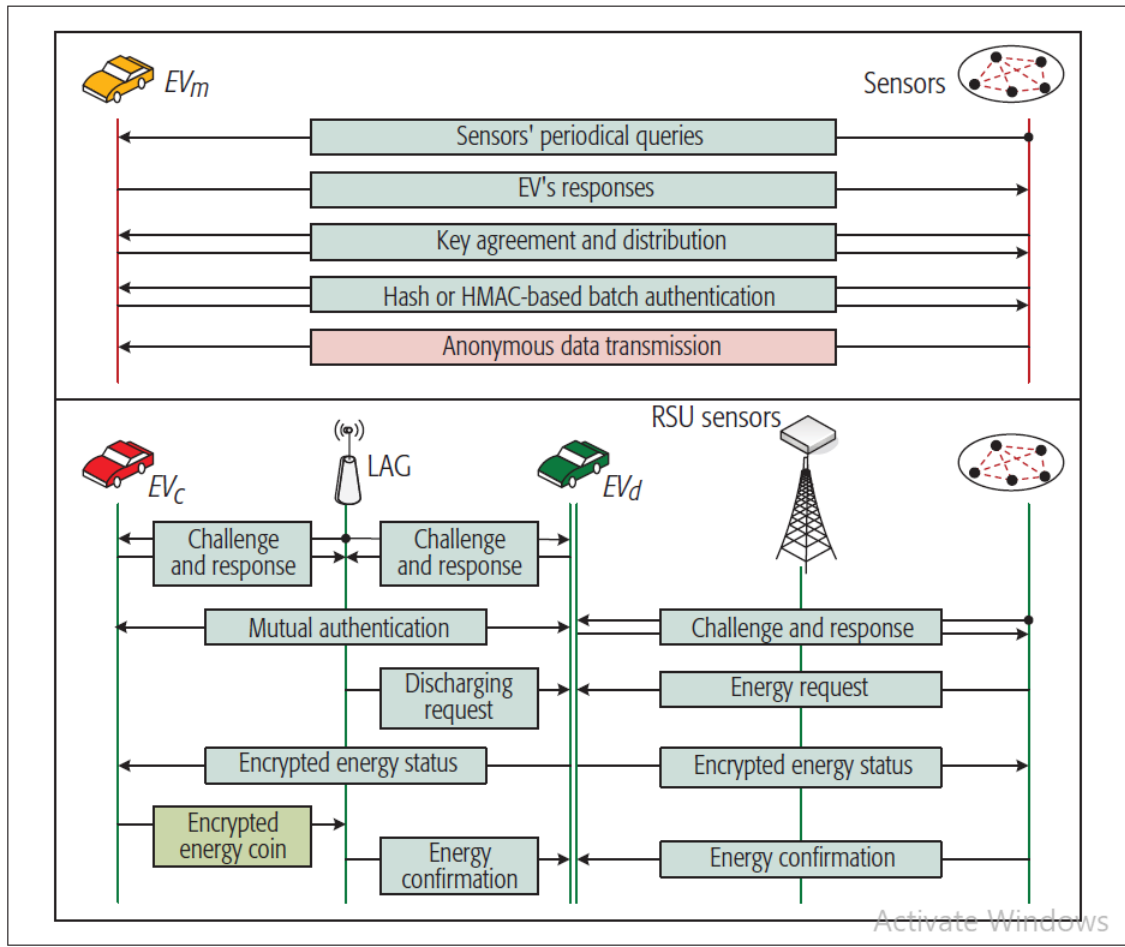 EVm
Sensors
Sensors' periodical queries
EV's responses
Key agreement and distribution
Hash or HMAC-based batch authentication
Anonymous data transmission
RSU sensors
EVc
LAG
EVd
Challenge
and response
Challenge
and response
Mutual authentication
Challenge and response
Discharging
request
Energy request
Encrypted energy status
Encrypted energy status
Encrypted
energy coin
Energy
confirmation
Energy confirmation
Activate Windows